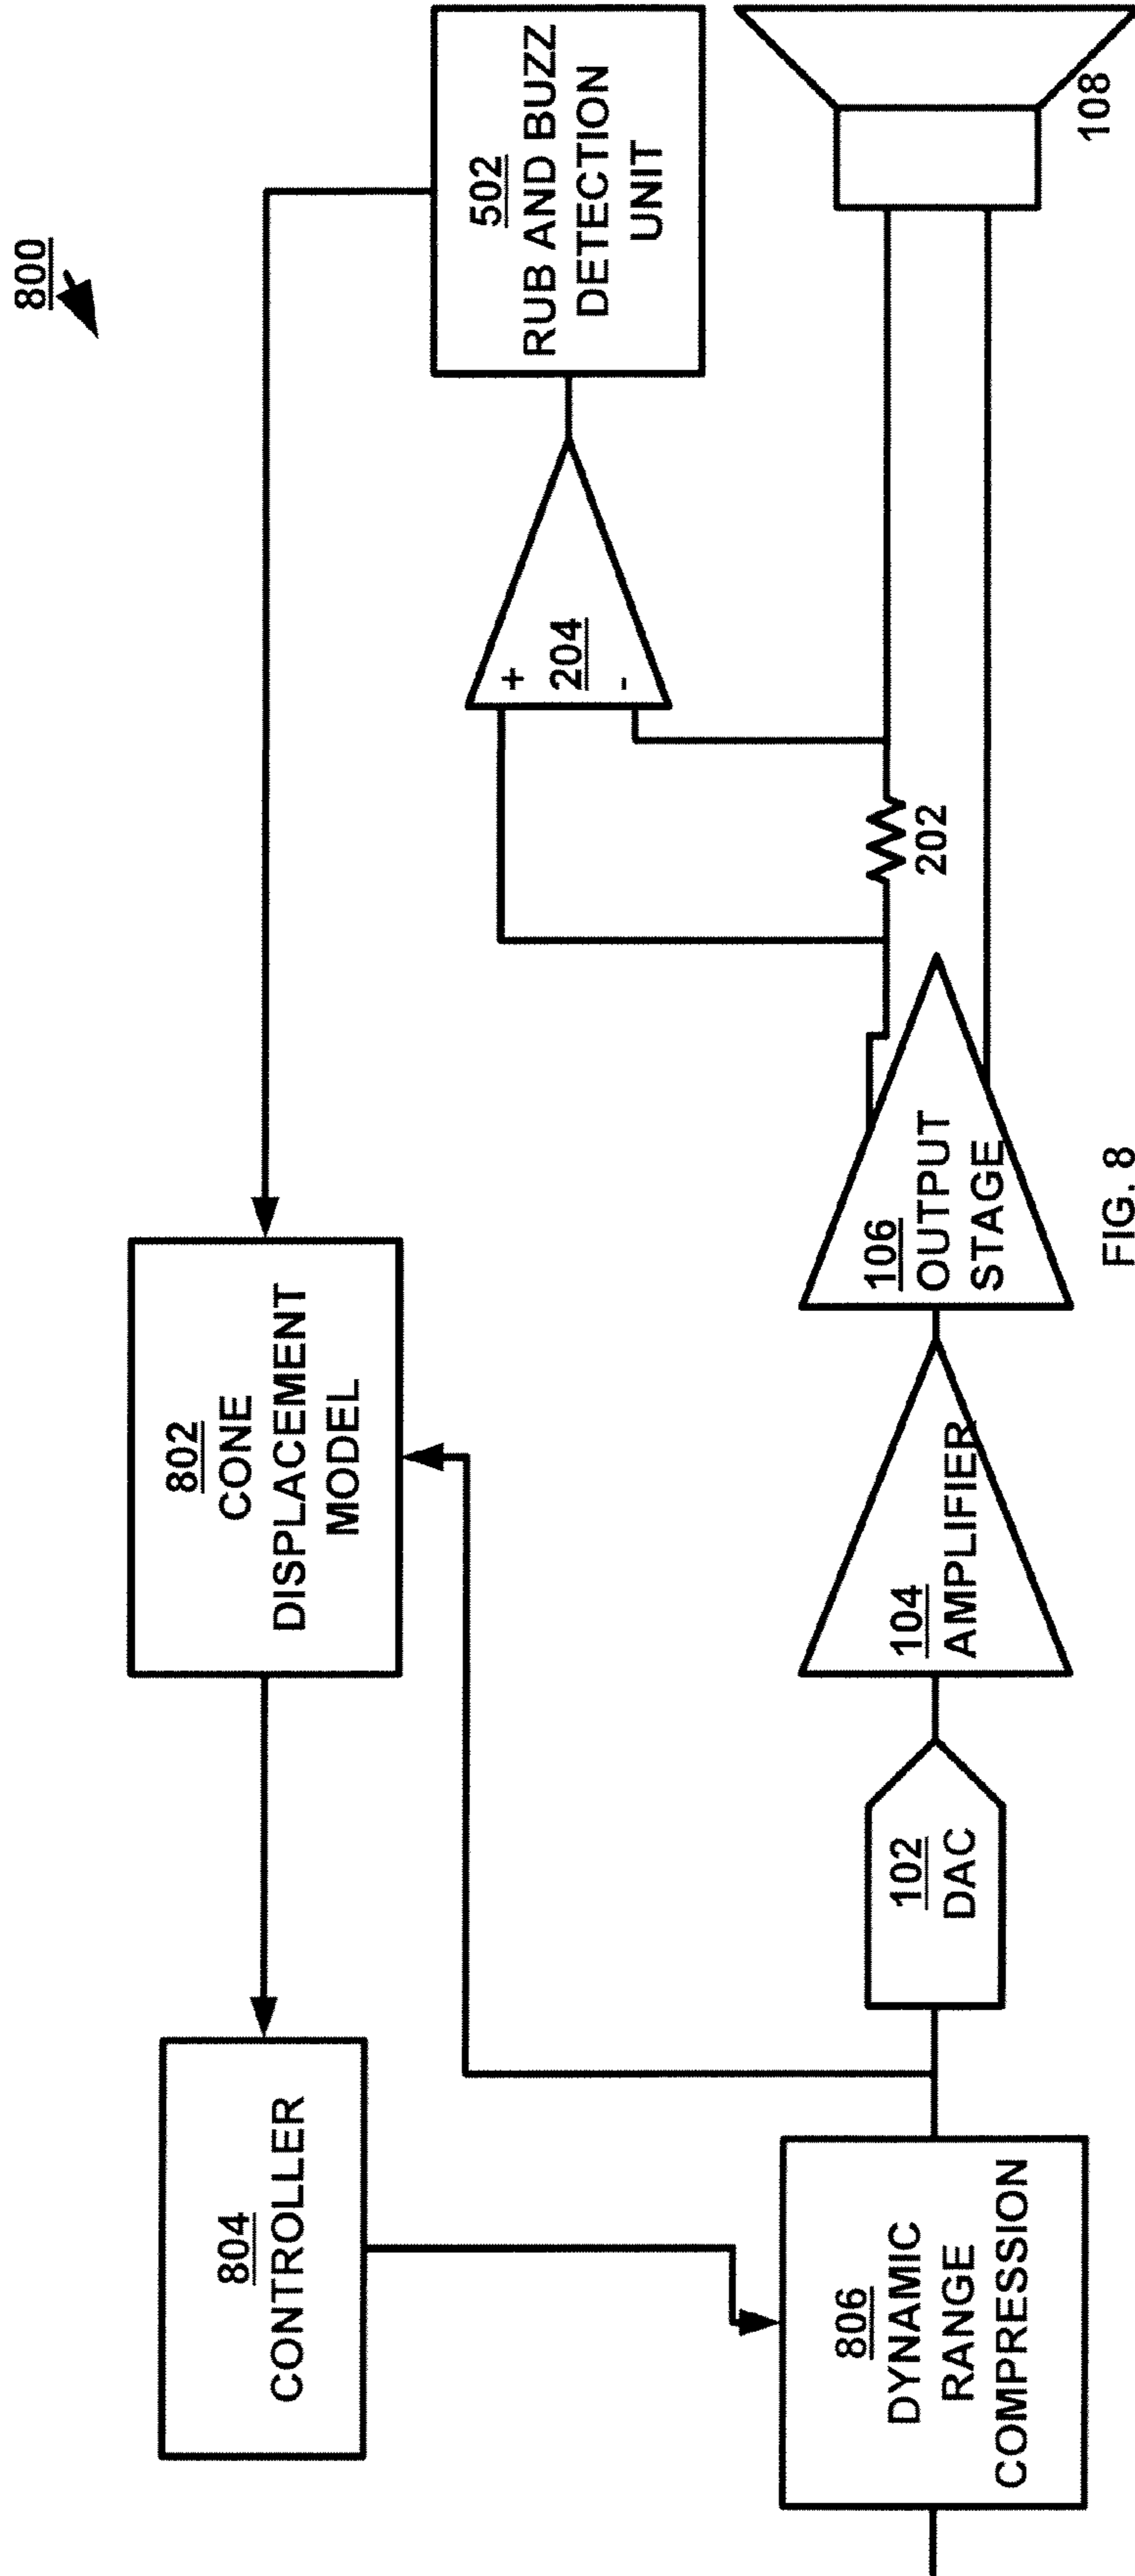 800
804
CONTROLLER
802
CONE
DISPLACEMENT
MODEL
502
RUB AND BUZZ
DETECTION
UNIT
+
204
-
202
806
DYNAMIC
RANGE
COMPRESSION
102
DAC
104
AMPLIFIER
106
OUTPUT
STAGE
108
FIG. 8